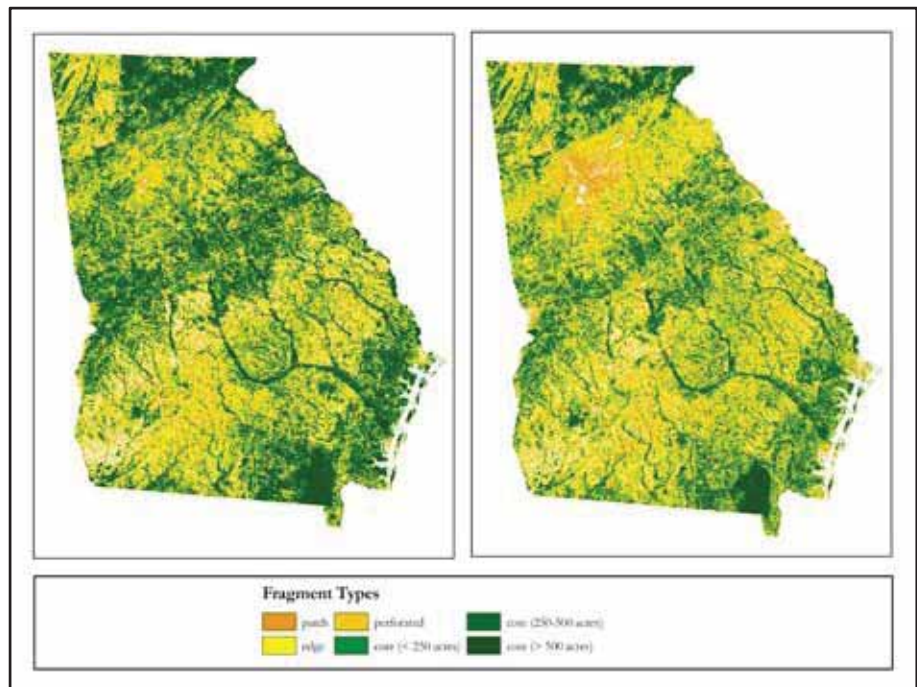 Fragment Types
patch perforated core (250-500 acres)
edge core (< 250 acres) core (> 500 acres)